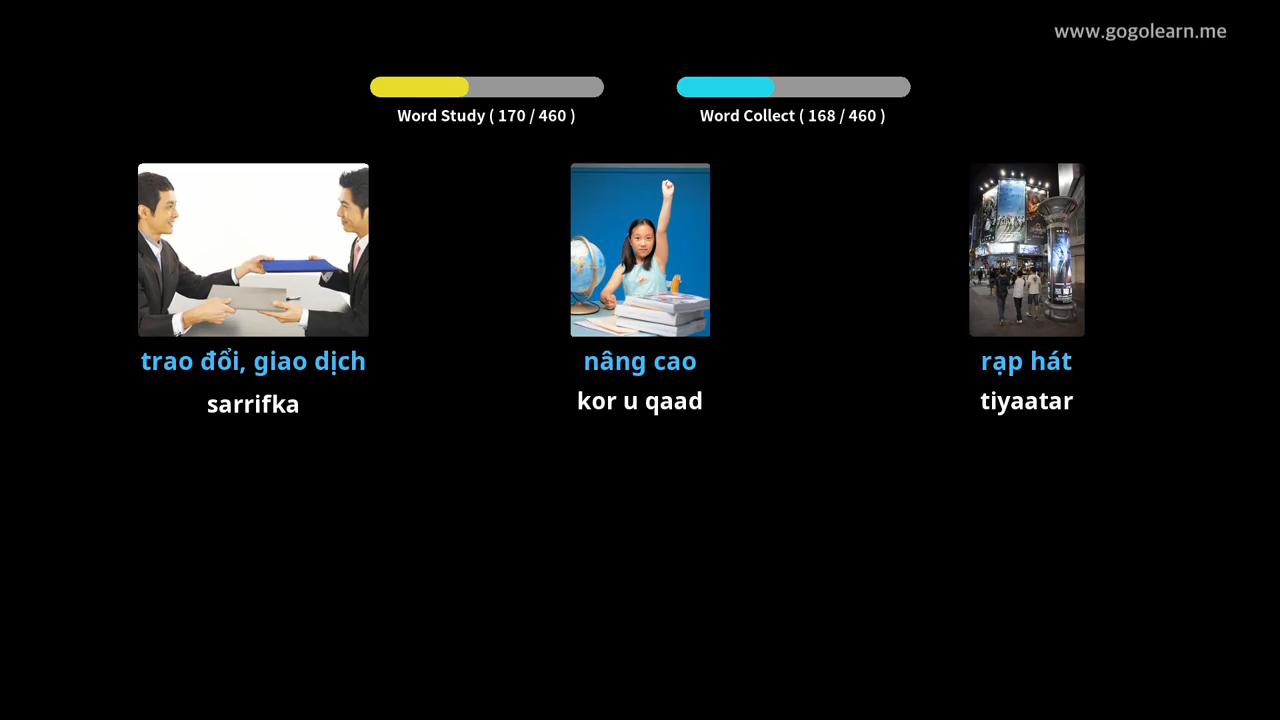 www.gogolearn.me
Word Study ( 170 / 460 )
Word Collect ( 168 / 460 )
trao đổi, giao dịch
sarrifka
nâng cao
kor u qaad
rạp hát
tiyaatar